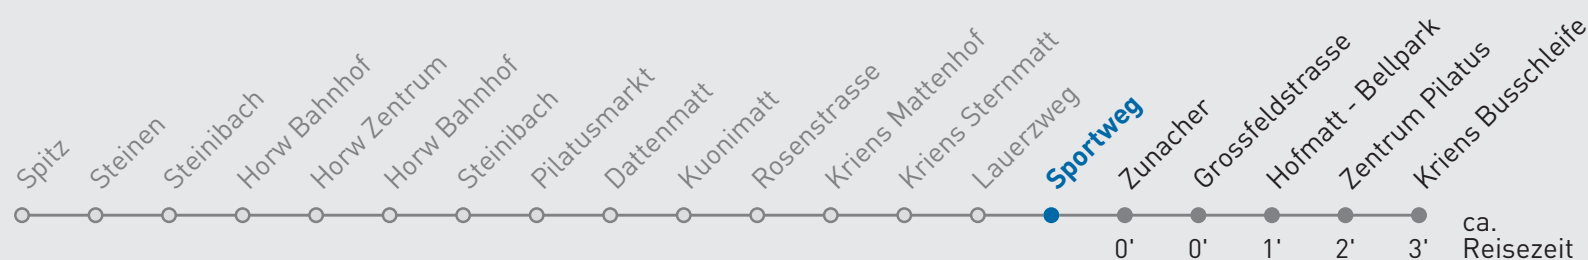 Spitz
Steinen
Steinibach
Horw Bahnhof
Horw Zentrum
Horw Bahnhof
Steinibach
Pilatusmarkt
Dattenmatt
Kuonimatt
Rosenstrasse
Kriens Mattenhof
Kriens Sternmatt
Lauerzweg
Sportweg
Zunacher
Grossfeldstrasse
Hofmatt - Bellpark
Zentrum Pilatus
Kriens Busschleife
0' 0' 1' 2' 3'
ca.
Reisezeit